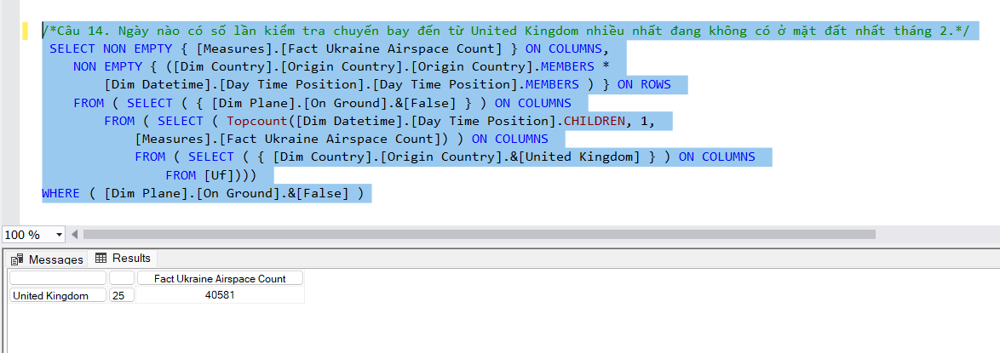 /*Câu 14. Ngày nào có số lần kiểm tra chuyến bay đến từ United Kingdom nhiều nhất đang không có ở mặt đất nhất tháng 2.*/
SELECT NON EMPTY { [Measures].[Fact Ukraine Airspace Count] } ON COLUMNS,
NON EMPTY { ([Dim Country].[Origin Country].[Origin Country].MEMBERS *
[Dim Datetime].[Day Time Position].[Day Time Position].MEMBERS ) } ON ROWS
FROM ( SELECT ( { [Dim Plane].[On Ground].&[False] } ) ON COLUMNS
FROM ( SELECT ( Topcount([Dim Datetime].[Day Time Position].CHILDREN, 1,
[Measures].[Fact Ukraine Airspace Count]) ) ON COLUMNS
FROM ( SELECT ( { [Dim Country].[Origin Country].&[United Kingdom] } ) ON COLUMNS
FROM [Uf])))
WHERE ( [Dim Plane].[On Ground].&[False] )
100 %
Messages Results
Fact Ukraine Airspace Count
United Kingdom 25 40581